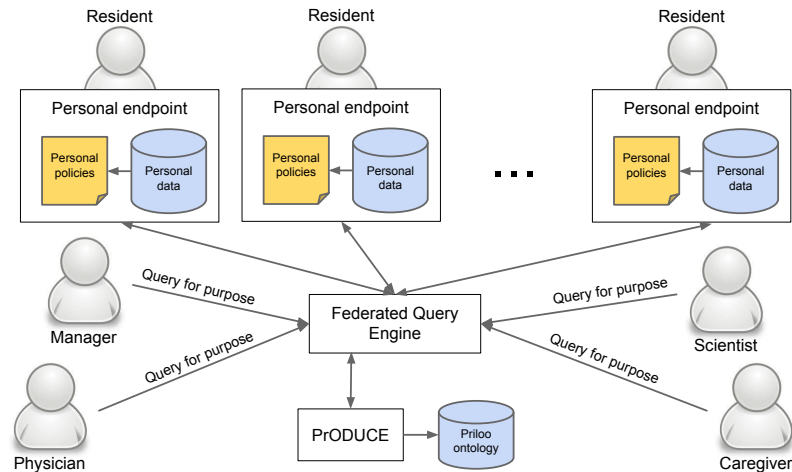 Resident
Resident
Resident
Personal endpoint
Personal endpoint
Personal endpoint
Personal
policies
Personal
data
Personal
policies
Personal
data
...
Personal
policies
Personal
data
Manager
Query for purpose
Federated Query
Engine
Query for purpose
Scientist
Physician
Query for purpose
Query for purpose
Caregiver
PrODUCE
Priloo
ontology